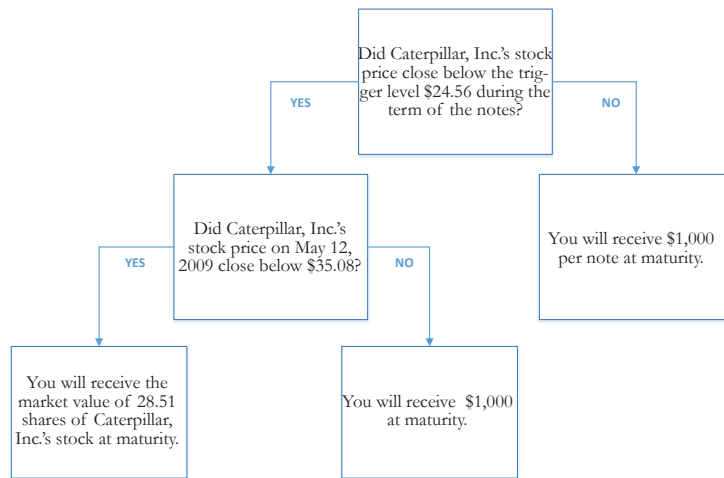 Did Caterpillar, Inc.'s stock
price close below the trig-
ger level $24.56 during the
term of the notes?
YES
NO
Did Caterpillar, Inc.'s
stock price on May 12,
2009 close below $35.08?
You will receive $1,000
per note at maturity.
YES
NO
You will receive the
market value of 28.51
shares of Caterpillar,
Inc.'s stock at maturity.
You will receive $1,000
at maturity.